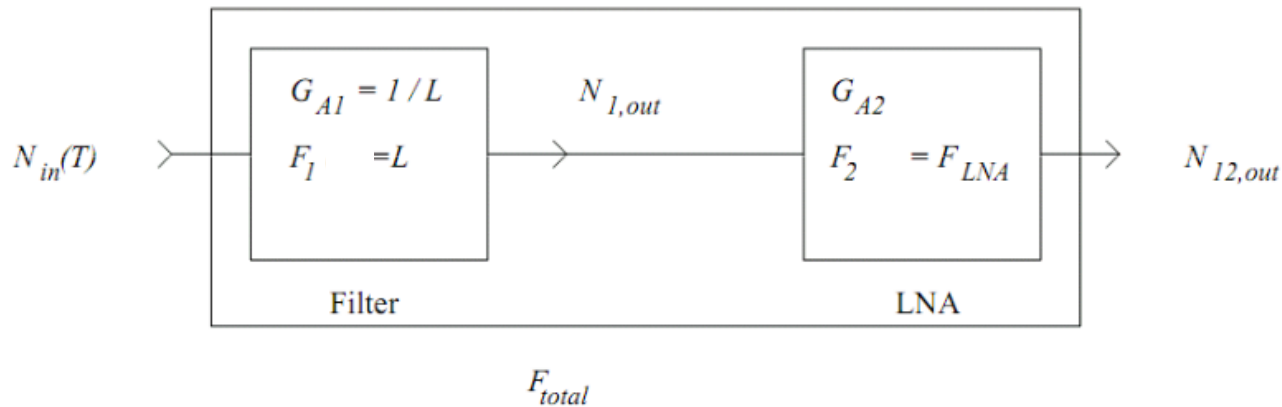 G_A1 = 1 / L
F_1 =L
N_1,out
G_A2
F_2 = F_LNA
N_in(T)
N_12,out
Filter
LNA
F_total